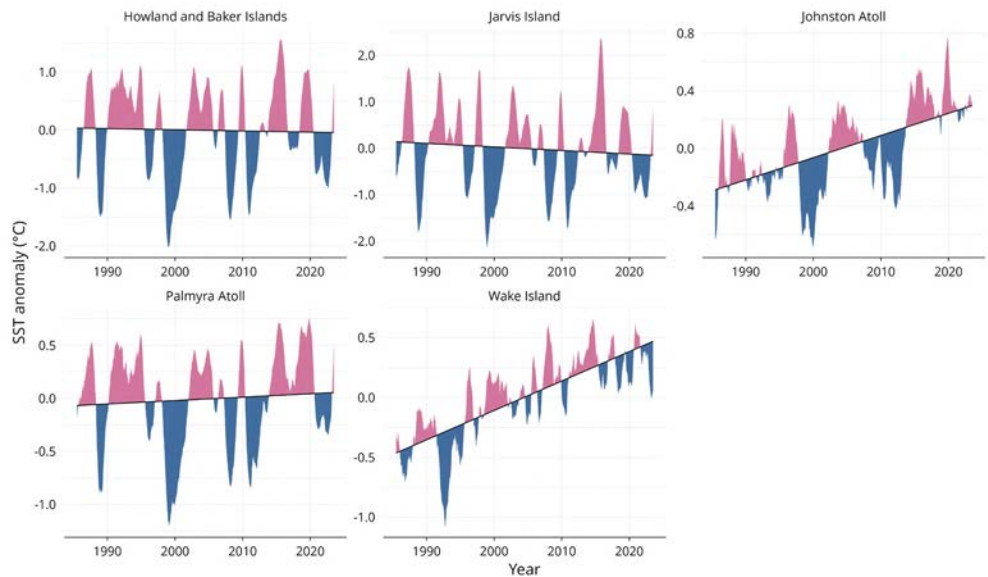 Howland and Baker Islands
Jarvis Island
Johnston Atoll
SST anomaly (°C)
1.0
0.0
-1.0
-2.0
2.0
1.0
0.0
-1.0
-2.0
0.8
0.4
0.0
-0.4
1990 2000 2010 2020
1990 2000 2010 2020
1990 2000 2010 2020
Palmyra Atoll
Wake Island
0.5
0.0
-0.5
-1.0
0.5
0.0
-0.5
-1.0
1990 2000 2010 2020
1990 2000 2010 2020
Year